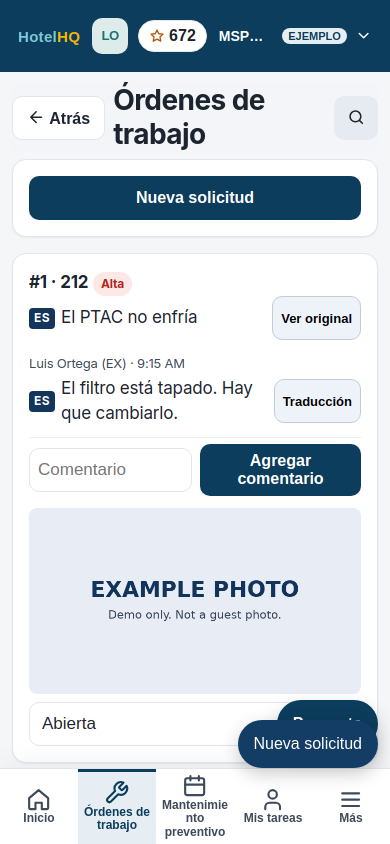 HotelHQ LO 672 MSP... EJEMPLO
Atrás
Órdenes de
trabajo
Nueva solicitud
#1 · 212 Alta
ES El PTAC no enfría
Ver original
Luis Ortega (EX) · 9:15 AM
ES El filtro está tapado. Hay
que cambiarlo.
Traducción
Comentario
Agregar
comentario
EXAMPLE PHOTO
Demo only. Not a guest photo.
Abierta
Nueva solicitud
Inicio
Órdenes de
trabajo
Mantenimie
nto
preventivo
Mis tareas
Más